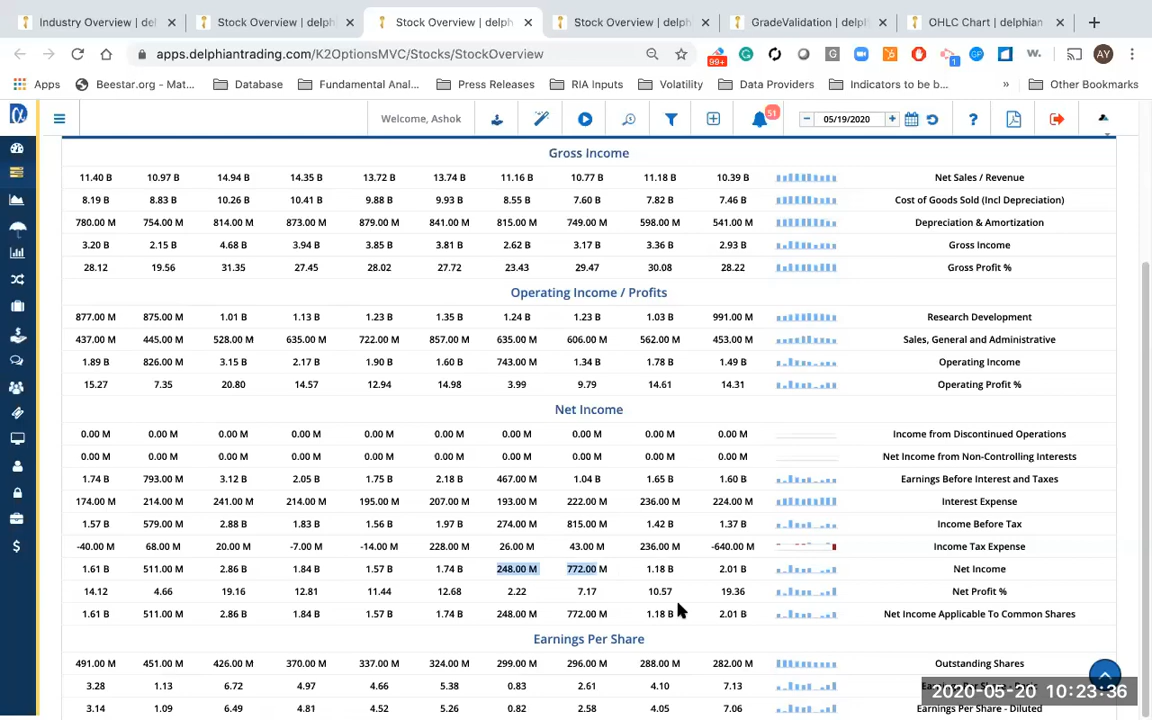 Industry Overview | del
Stock Overview | delph
Stock Overview | delph
Stock Overview | delph
GradeValidation | delph
OHLC Chart | delphian
apps.delphiantrading.com/K2OptionsMVC/Stocks/StockOverview
99+
1
AY
Apps
Beestar.org - Mat...
Database
Fundamental Anal...
Press Releases
RIA Inputs
Volatility
Data Providers
Indicators to be...
»
Other Bookmarks
Welcome, Ashok
51
05/19/2020
Gross Income
11.40 B 10.97 B 14.94 B 14.35 B 13.72 B 13.74 B 11.16 B 10.77 B 11.18 B 10.39 B Net Sales / Revenue
8.19 B 8.83 B 10.26 B 10.41 B 9.88 B 9.93 B 8.55 B 7.60 B 7.82 B 7.46 B Cost of Goods Sold (Incl Depreciation)
780.00 M 754.00 M 814.00 M 873.00 M 879.00 M 841.00 M 815.00 M 749.00 M 598.00 M 541.00 M Depreciation & Amortization
3.20 B 2.15 B 4.68 B 3.94 B 3.85 B 3.81 B 2.62 B 3.17 B 3.36 B 2.93 B Gross Income
28.12 19.56 31.35 27.45 28.02 27.72 23.43 29.47 30.08 28.22 Gross Profit %
Operating Income / Profits
877.00 M 875.00 M 1.01 B 1.13 B 1.23 B 1.35 B 1.24 B 1.23 B 1.03 B 991.00 M Research Development
437.00 M 445.00 M 528.00 M 635.00 M 722.00 M 857.00 M 635.00 M 606.00 M 562.00 M 453.00 M Sales, General and Administrative
1.89 B 826.00 M 3.15 B 2.17 B 1.90 B 1.60 B 743.00 M 1.34 B 1.78 B 1.49 B Operating Income
15.27 7.35 20.80 14.57 12.94 14.98 3.99 9.79 14.61 14.31 Operating Profit %
Net Income
0.00 M 0.00 M 0.00 M 0.00 M 0.00 M 0.00 M 0.00 M 0.00 M 0.00 M 0.00 M Income from Discontinued Operations
0.00 M 0.00 M 0.00 M 0.00 M 0.00 M 0.00 M 0.00 M 0.00 M 0.00 M 0.00 M Net Income from Non-Controlling Interests
1.74 B 793.00 M 3.12 B 2.05 B 1.75 B 2.18 B 467.00 M 1.04 B 1.65 B 1.60 B Earnings Before Interest and Taxes
174.00 M 214.00 M 241.00 M 214.00 M 195.00 M 207.00 M 193.00 M 222.00 M 236.00 M 224.00 M Interest Expense
1.57 B 579.00 M 2.88 B 1.83 B 1.56 B 1.97 B 274.00 M 815.00 M 1.42 B 1.37 B Income Before Tax
-40.00 M 68.00 M 20.00 M -7.00 M -14.00 M 228.00 M 26.00 M 43.00 M 236.00 M -640.00 M Income Tax Expense
1.61 B 511.00 M 2.86 B 1.84 B 1.57 B 1.74 B 248.00 M 772.00 M 1.18 B 2.01 B Net Income
14.12 4.66 19.16 12.81 11.44 12.68 2.22 7.17 10.57 19.36 Net Profit %
1.61 B 511.00 M 2.86 B 1.84 B 1.57 B 1.74 B 248.00 M 772.00 M 1.18 B 2.01 B Net Income Applicable To Common Shares
Earnings Per Share
491.00 M 451.00 M 426.00 M 370.00 M 337.00 M 324.00 M 299.00 M 296.00 M 288.00 M 282.00 M Outstanding Shares
3.28 1.13 6.72 4.97 4.66 5.38 0.83 2.61 4.10 7.13 Earnings Per Share - Basic
3.14 1.09 6.49 4.81 4.52 5.26 0.82 2.58 4.05 7.06 Earnings Per Share - Diluted
2020-05-20 10:23:36